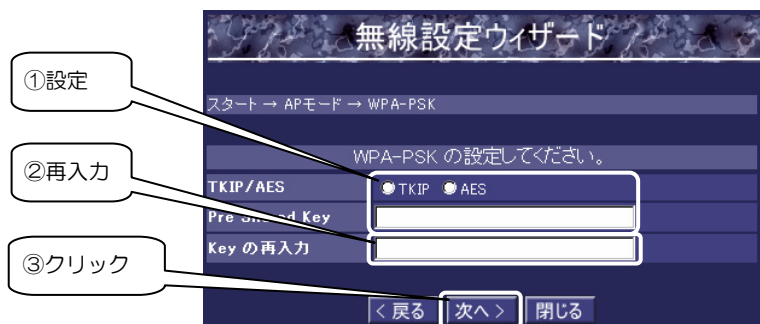 無線設定ウィザード
①設定
スタート → APモード → WPA-PSK
WPA-PSK の設定してください。
②再入力
TKIP/AES
TKIP AES
Pre Shared Key
Key の再入力
③クリック
< 戻る 次へ > 閉じる